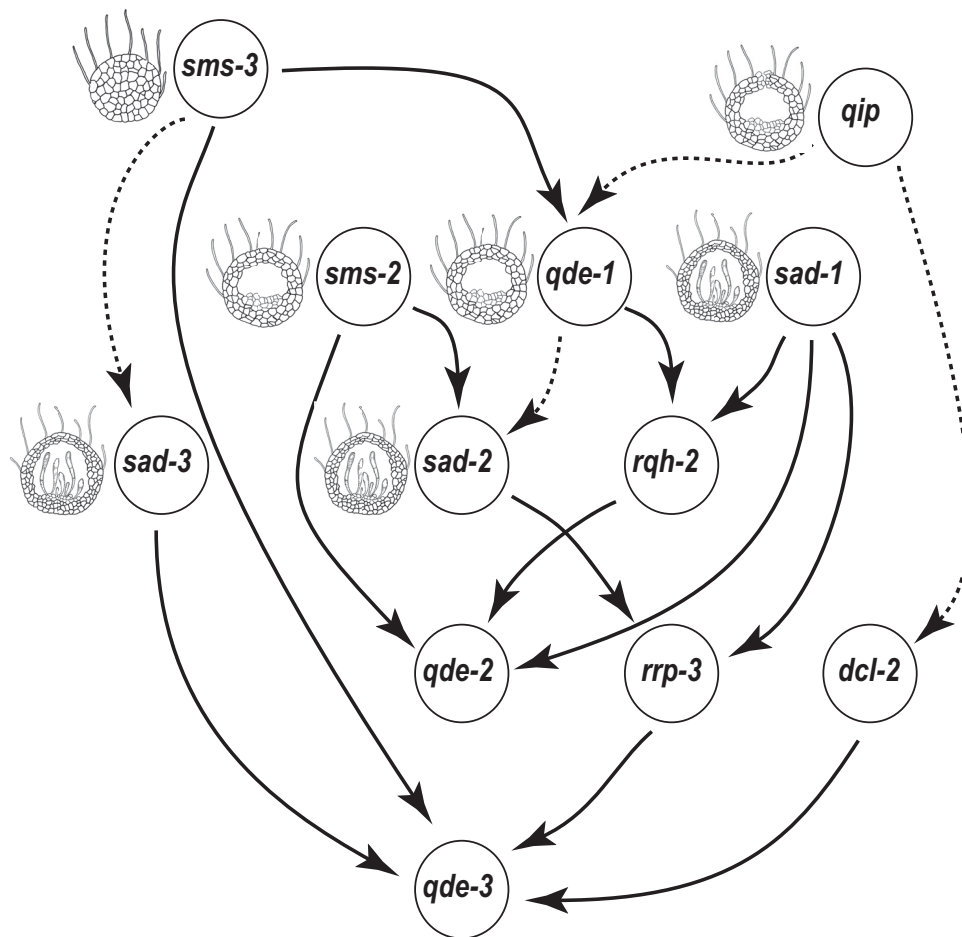 sms-3
qip
sms-2
qde-1
sad-1
sad-3
sad-2
rqh-2
qde-2
rrp-3
dcl-2
qde-3